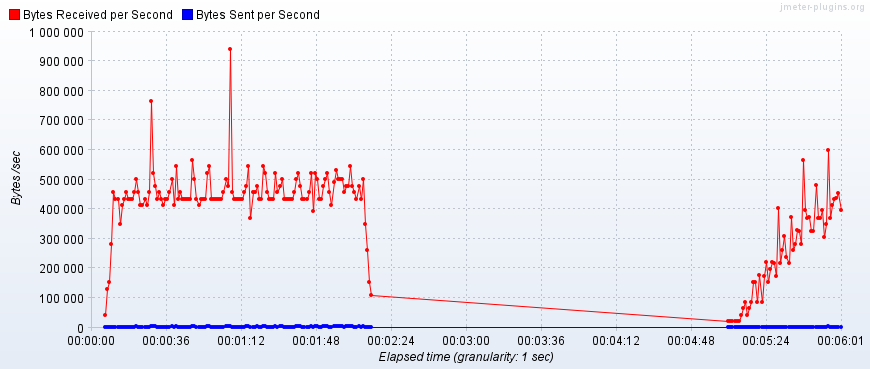 jmeter-plugins.org
Bytes Received per Second Bytes Sent per Second
1 000 000
900 000
800 000
700 000
600 000
500 000
400 000
300 000
200 000
100 000
0
Bytes /sec
00:00:00 00:00:36 00:01:12 00:01:48 00:02:24 00:03:00 00:03:36 00:04:12 00:04:48 00:05:24 00:06:01
Elapsed time (granularity: 1 sec)